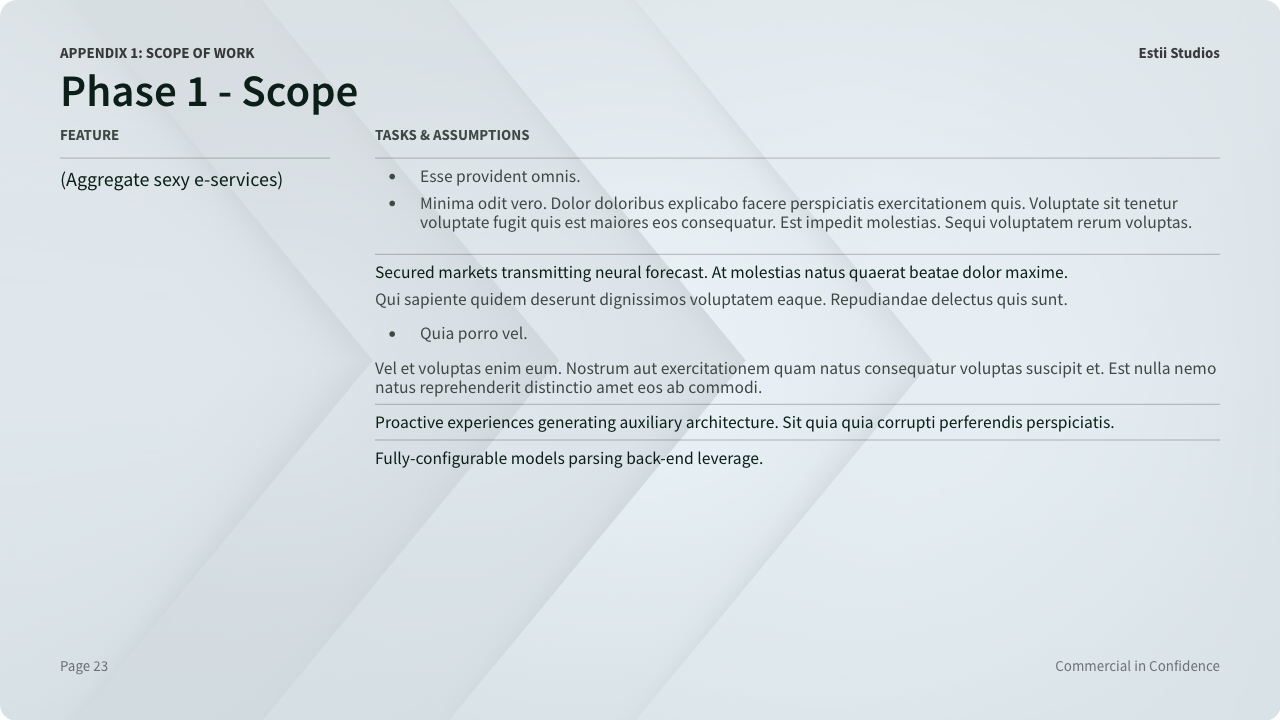 APPENDIX 1: SCOPE OF WORK
Estii Studios
Phase 1 - Scope
FEATURE
TASKS & ASSUMPTIONS
(Aggregate sexy e-services)
• Esse provident omnis.
• Minima odit vero. Dolor doloribus explicabo facere perspiciatis exercitationem quis. Voluptate sit tenetur
voluptate fugit quis est maiores eos consequatur. Est impedit molestias. Sequi voluptatem rerum voluptas.
Secured markets transmitting neural forecast. At molestias natus quaerat beatae dolor maxime.
Qui sapiente quidem deserunt dignissimos voluptatem eaque. Repudiandae delectus quis sunt.
• Quia porro vel.
Vel et voluptas enim eum. Nostrum aut exercitationem quam natus consequatur voluptas suscipit et. Est nulla nemo
natus reprehenderit distinctio amet eos ab commodi.
Proactive experiences generating auxiliary architecture. Sit quia quia corrupti perferendis perspiciatis.
Fully-configurable models parsing back-end leverage.
Page 23
Commercial in Confidence